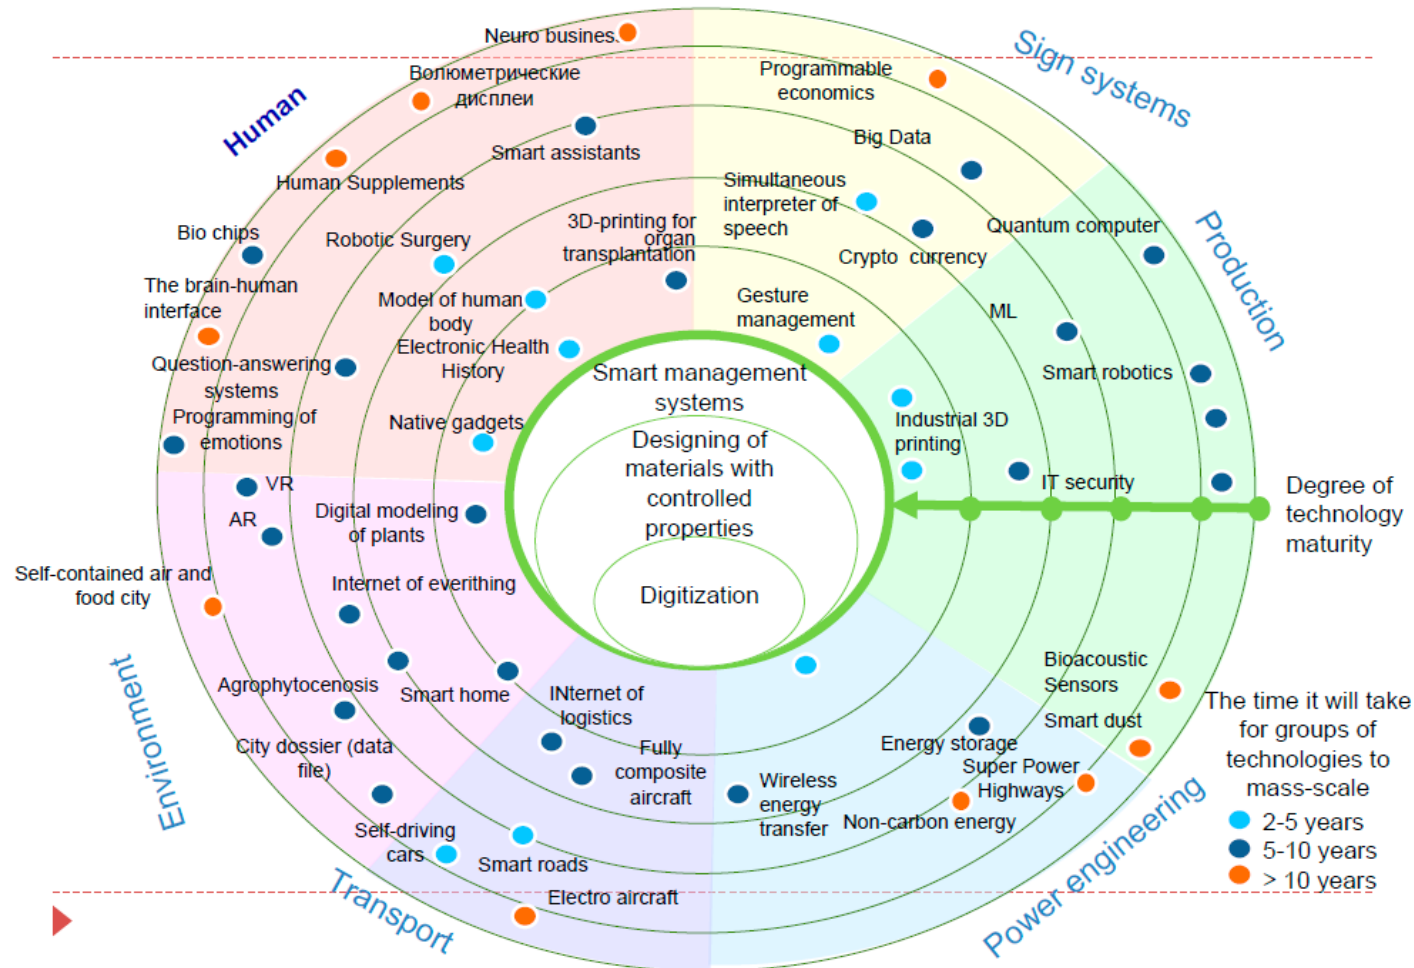 Neuro business
Волюметрические
дисплеи
Smart assistants
Human
Human Supplements
Bio chips
Robotic Surgery
3D-printing for
organ
transplantation
The brain-human
interface
Model of human
body
Electronic Health
History
Question-answering
systems
Programming of
emotions
Native gadgets
Sign systems
Programmable
economics
Big Data
Simultaneous
interpreter of
speech
Crypto currency
Gesture
management
Production
Quantum computer
ML
Smart robotics
Industrial 3D
printing
IT security
Degree of
technology
maturity
Smart management
systems
Designing of
materials with
controlled
properties
Digitization
VR
AR
Digital modeling
of plants
Self-contained air and
food city
Internet of everithing
Environment
Agrophytocenosis
Smart home
City dossier (data
file)
INternet of
logistics
Fully
composite
aircraft
Self-driving
cars
Smart roads
Transport
Electro aircraft
Bioacoustic
Sensors
Smart dust
Energy storage
Super Power
Highways
Wireless
energy
transfer
Non-carbon energy
Power engineering
The time it will take
for groups of
technologies to
mass-scale
2-5 years
5-10 years
> 10 years